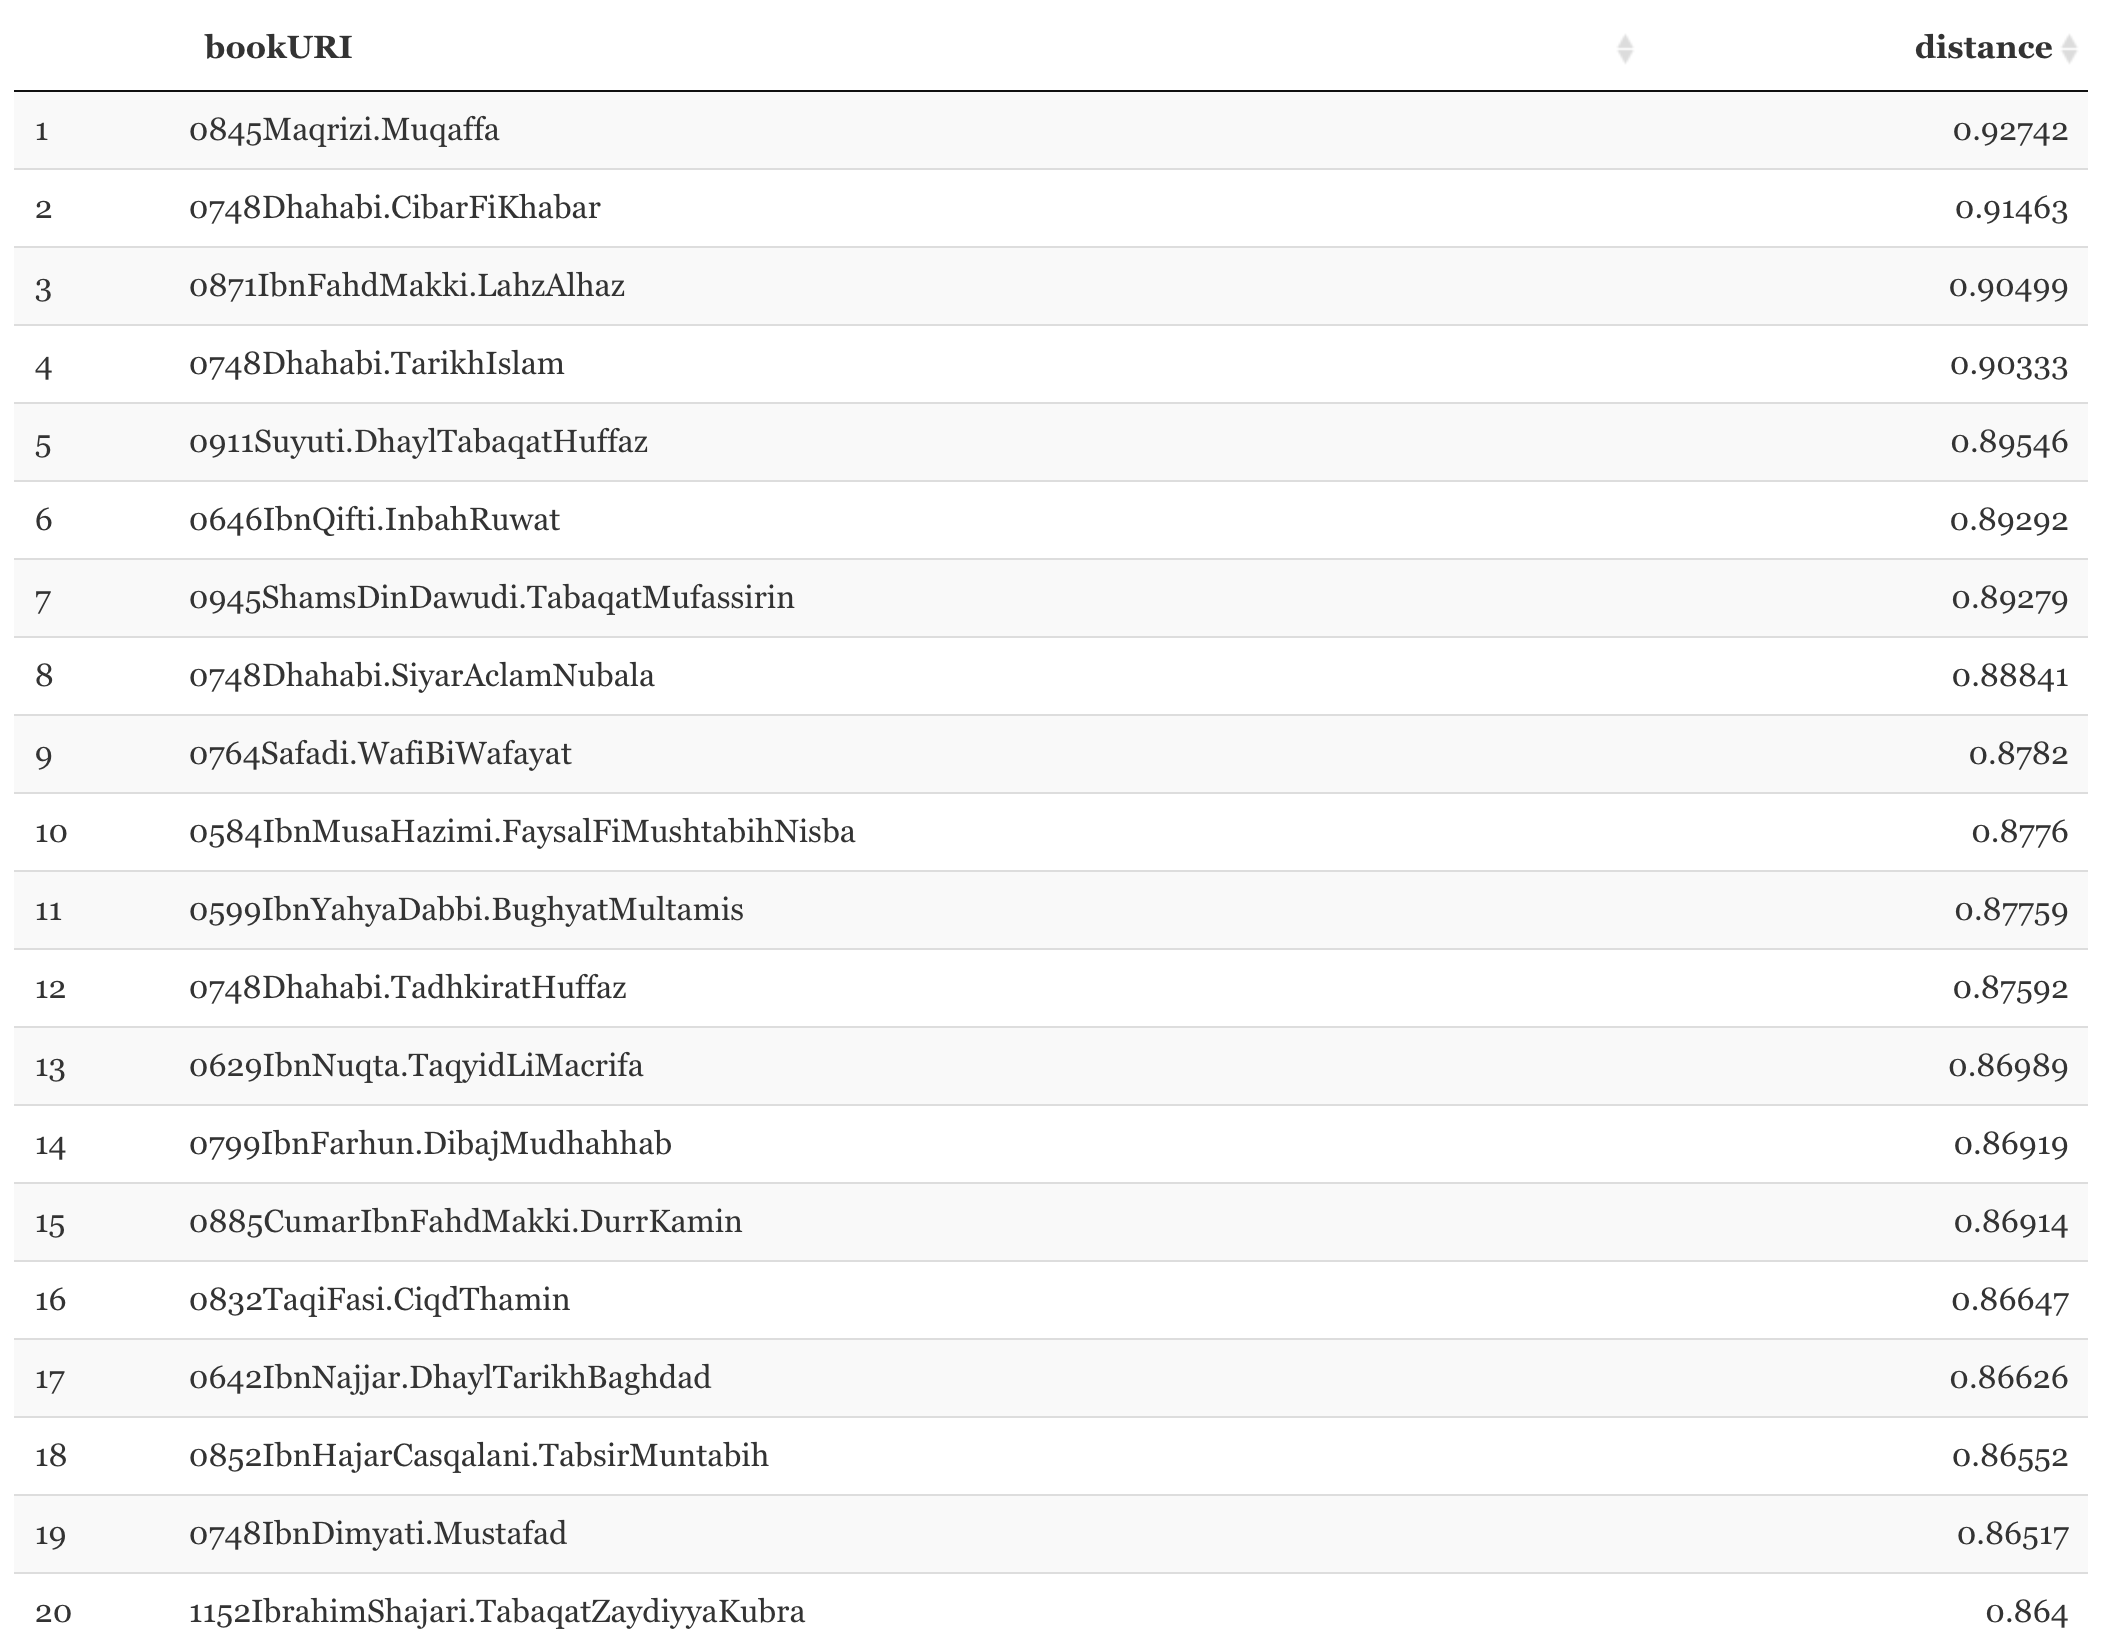 bookURI distance
1 0845Maqrizi.Muqaffa 0.92742
2 0748Dhahabi.CibarFiKhabar 0.91463
3 0871IbnFahdMakki.LahzAlhaz 0.90499
4 0748Dhahabi.TarikhIslam 0.90333
5 0911Suyuti.DhaylTabaqatHuffaz 0.89546
6 0646IbnQifti.InbahRuwat 0.89292
7 0945ShamsDinDawudi.TabaqatMufassirin 0.89279
8 0748Dhahabi.SiyarAclamNubala 0.88841
9 0764Safadi.WafiBiWafayat 0.8782
10 0584IbnMusaHazimi.FaysalFiMushtabihNisba 0.8776
11 0599IbnYahyaDabbi.BughyatMultamis 0.87759
12 0748Dhahabi.TadhkiratHuffaz 0.87592
13 0629IbnNuqta.TaqyidLiMacrifa 0.86989
14 0799IbnFarhun.DibajMudhahhab 0.86919
15 0885CumarIbnFahdMakki.DurrKamin 0.86914
16 0832TaqiFasi.CiqdThamin 0.86647
17 0642IbnNajjar.DhaylTarikhBaghdad 0.86626
18 0852IbnHajarCasqalani.TabsirMuntabih 0.86552
19 0748IbnDimyati.Mustafad 0.86517
20 1152IbrahimShajari.TabaqatZaydiyyaKubra 0.864